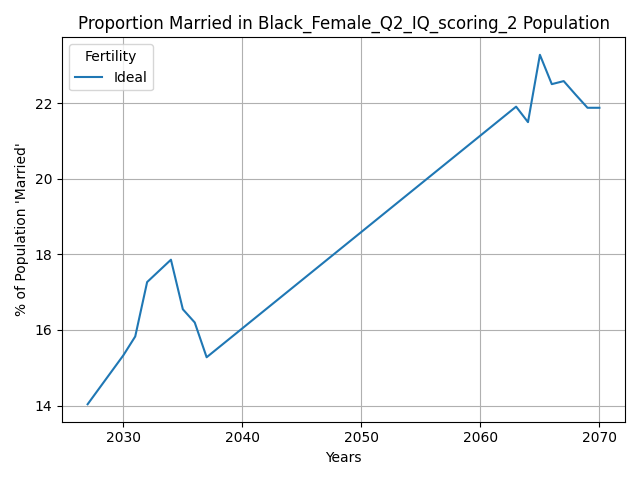 Proportion Married in Black_Female_Q2_IQ_scoring_2 Population
Fertility
Ideal
% of Population 'Married'
22
20
18
16
14
2030 2040 2050 2060 2070
Years